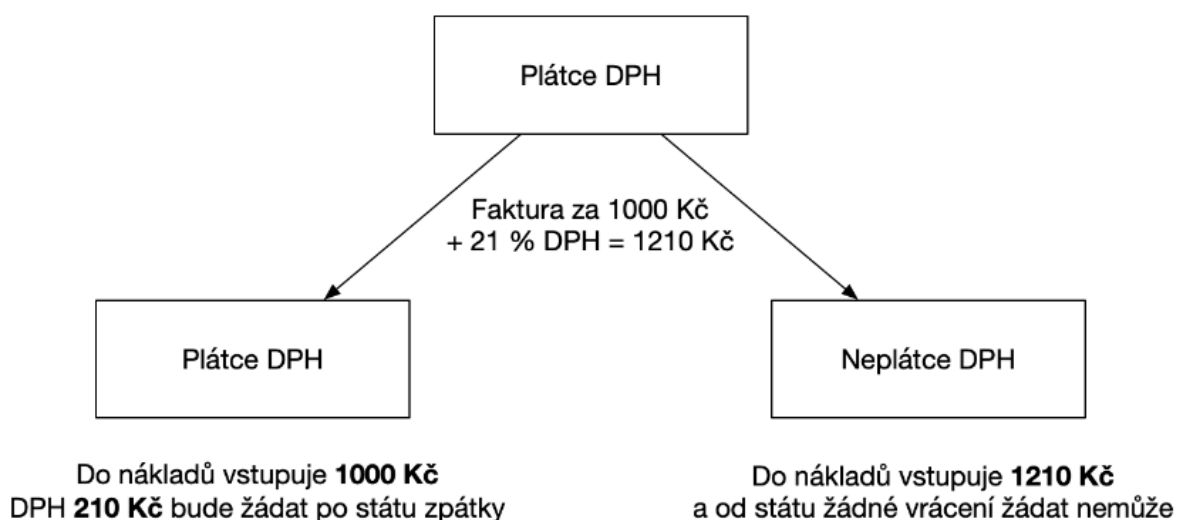 Plátce DPH
Faktura za 1000 Kč
+ 21 % DPH = 1210 Kč
Plátce DPH
Neplátce DPH
Do nákladů vstupuje 1000 Kč
DPH 210 Kč bude žádat po státu zpátky
Do nákladů vstupuje 1210 Kč
a od státu žádné vrácení žádat nemůže